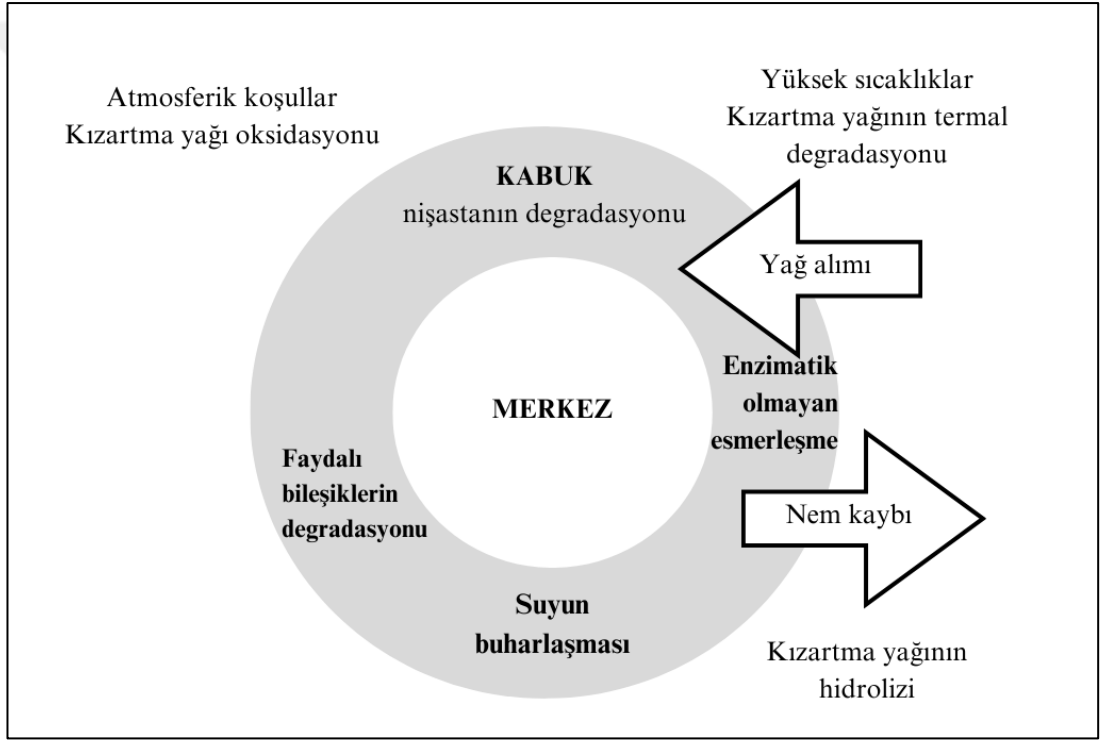 Atmosferik koşullar
Kızartma yağı oksidasyonu
Yüksek sıcaklıklar
Kızartma yağının termal
degradasyonu
KABUK
nişastanın degradasyonu
Yağ alımı
Enzimatik
olmayan
esmerleşme
MERKEZ
Faydalı
bileşiklerin
degradasyonu
Nem kaybı
Suyun
buharlaşması
Kızartma yağının
hidrolizi